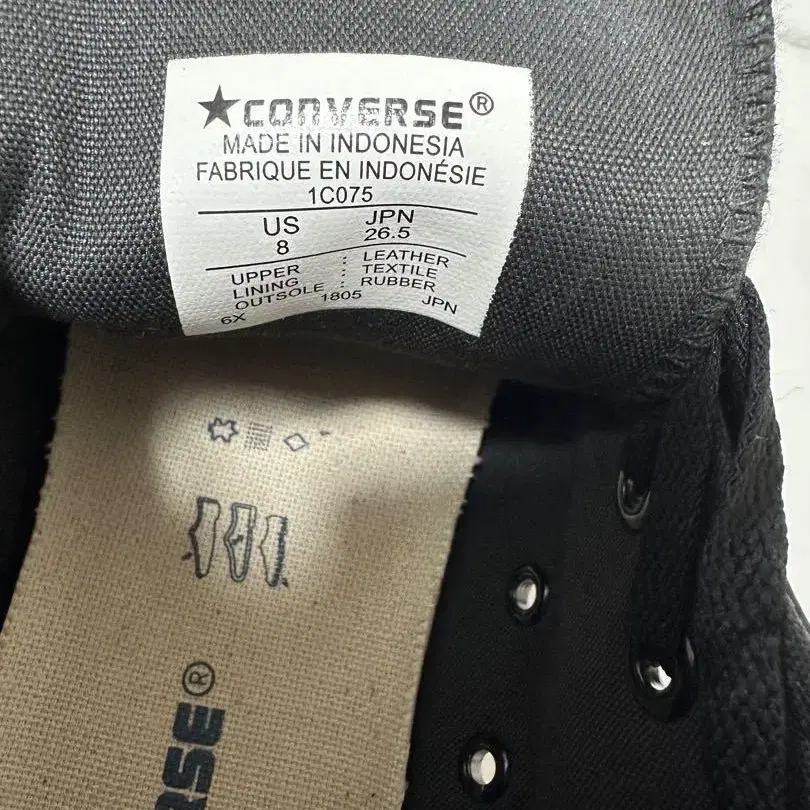 ★CONVERSE®
MADE IN INDONESIA
FABRIQUE EN INDONÉSIE
1C075
US JPN
8 26.5
UPPER : LEATHER
LINING : TEXTILE
OUTSOLE : RUBBER
6X 1805 JPN
RSE®